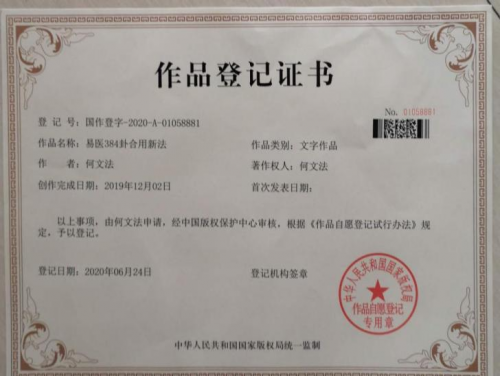 作品登记证书
No. 01058881
登 记 号：国作登字-2020-A-01058881
作品名称：易医384卦合用新法 作品类别：文字作品
作 者：何文法 著作权人：何文法
创作完成日期：2019年12月02日 首次发表日期：
以上事项，由何文法申请，经中国版权保护中心审核，根据《作品自愿登记试行办法》规
定，予以登记。
登记日期：2020年06月24日 登记机构签章
中华人民共和国国家版权局
作品自愿登记
专用章
中华人民共和国国家版权局统一监制